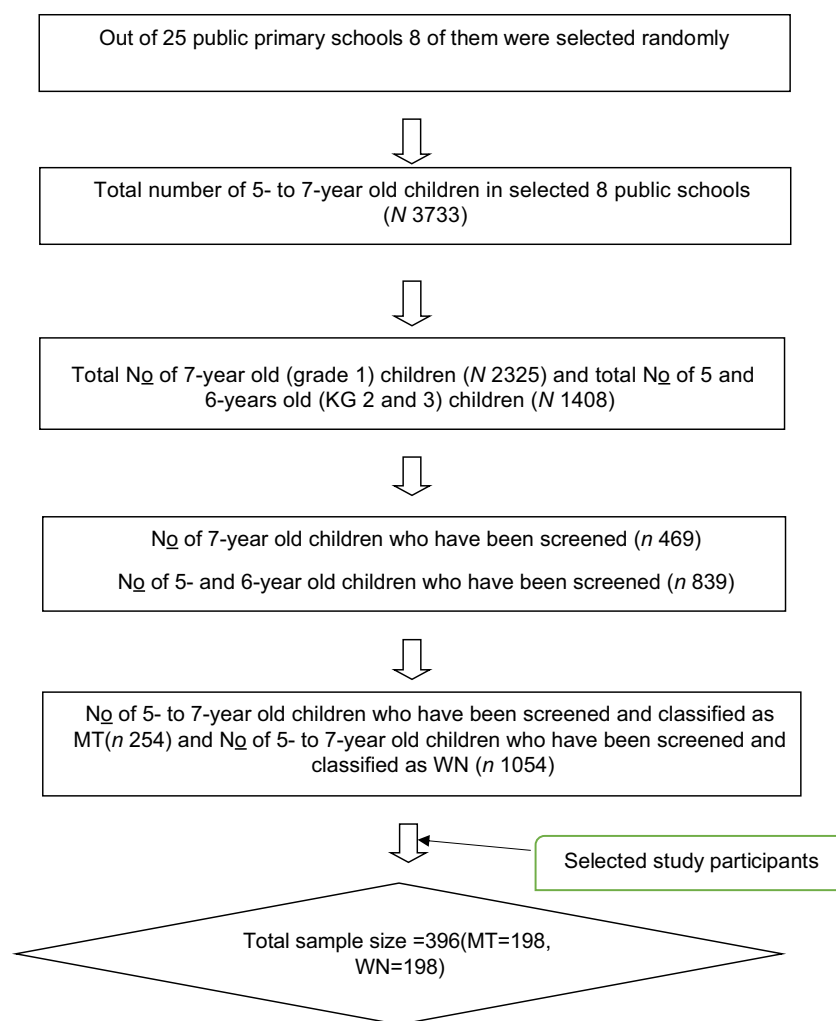 Out of 25 public primary schools 8 of them were selected randomly
Total number of 5- to 7-year old children in selected 8 public schools
(N 3733)
Total No of 7-year old (grade 1) children (N 2325) and total No of 5 and
6-years old (KG 2 and 3) children (N 1408)
No of 7-year old children who have been screened (n 469)
No of 5- and 6-year old children who have been screened (n 839)
No of 5- to 7-year old children who have been screened and classified as
MT(n 254) and No of 5- to 7-year old children who have been screened and
classified as WN (n 1054)
Selected study participants
Total sample size =396(MT=198,
WN=198)